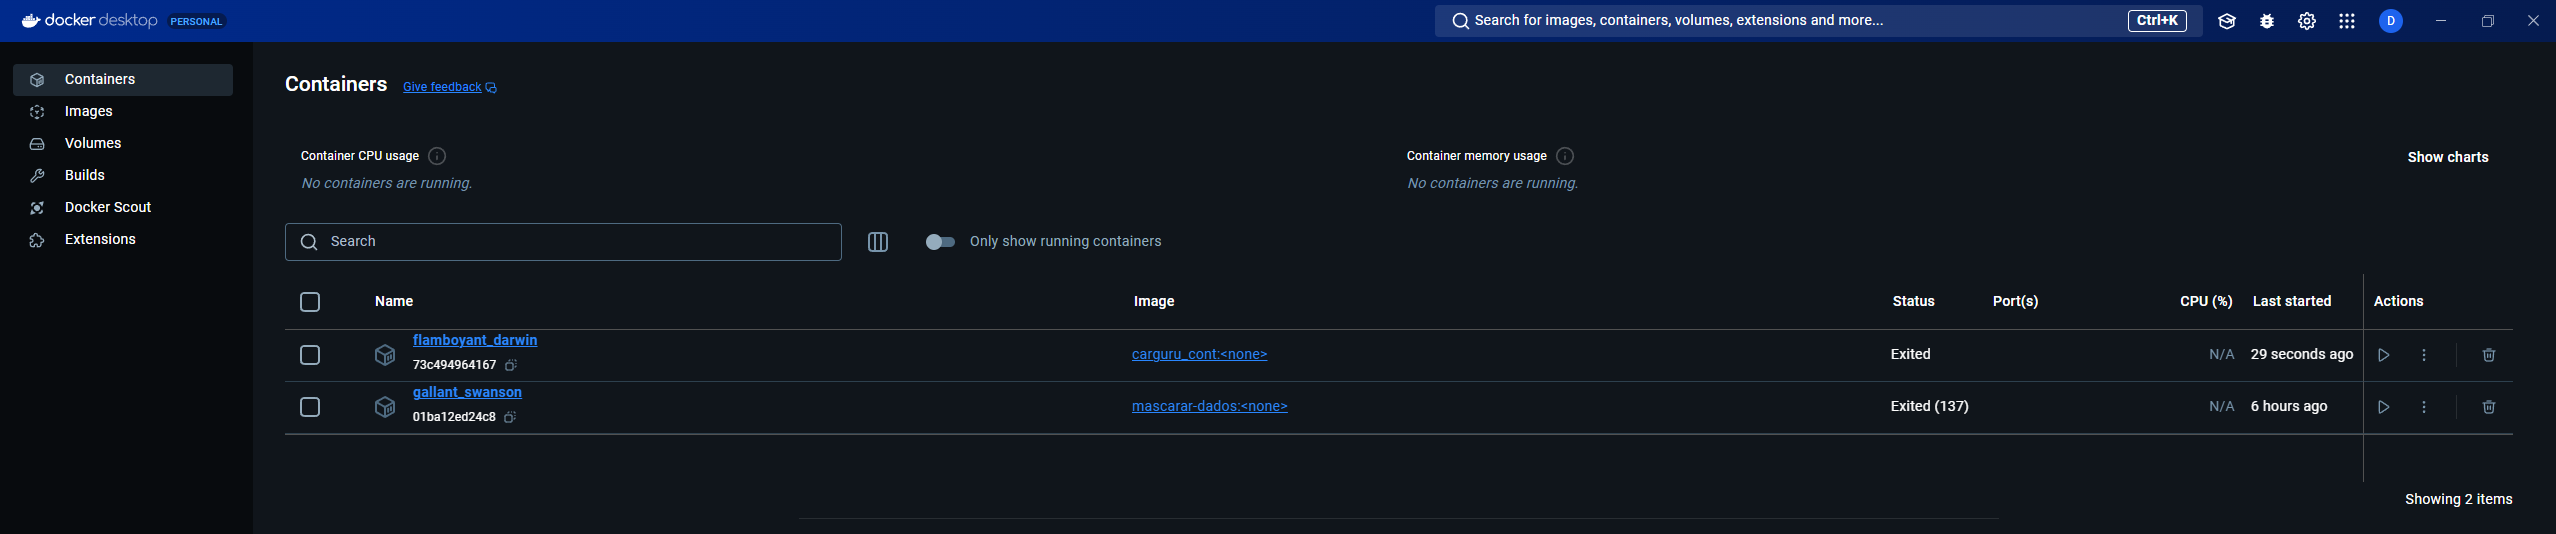 docker desktop PERSONAL
Search for images, containers, volumes, extensions and more... Ctrl+K
D
Containers
Images
Volumes
Builds
Docker Scout
Extensions
Containers Give feedback
Container CPU usage
No containers are running.
Container memory usage
No containers are running.
Show charts
Search
Only show running containers
Name Image Status Port(s) CPU (%) Last started Actions
flamboyant_darwin
73c494964167
carguru_cont:<none> Exited N/A 29 seconds ago
gallant_swanson
01ba12ed24c8
mascarar-dados:<none> Exited (137) N/A 6 hours ago
Showing 2 items